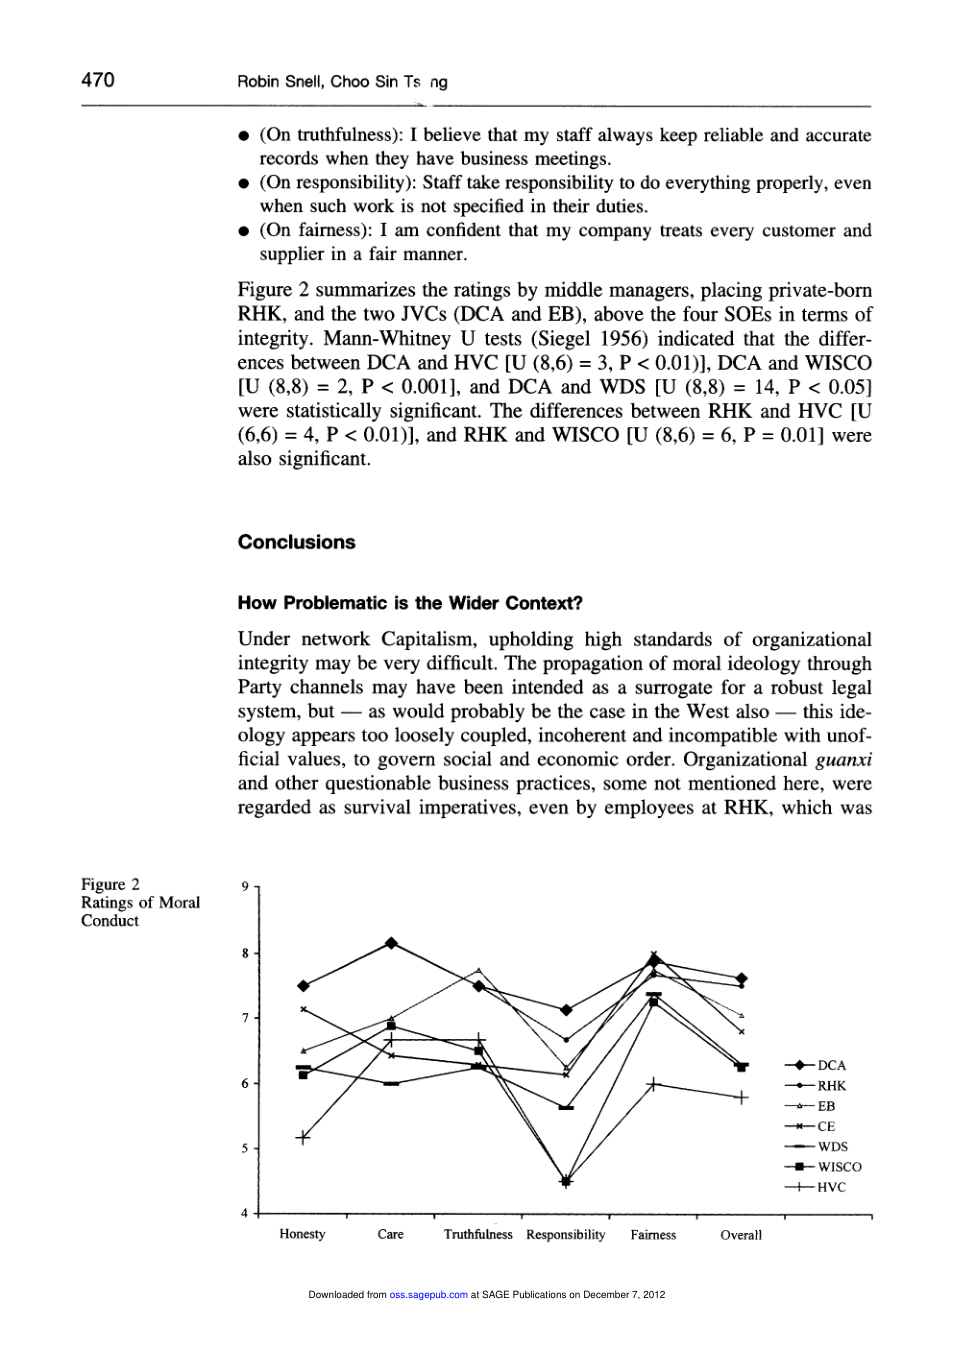 470
Robin Snell, Choo Sin Ts ng
● (On truthfulness): I believe that my staff always keep reliable and accurate
records when they have business meetings.
● (On responsibility): Staff take responsibility to do everything properly, even
when such work is not specified in their duties.
● (On fairness): I am confident that my company treats every customer and
supplier in a fair manner.
Figure 2 summarizes the ratings by middle managers, placing private-born
RHK, and the two JVCs (DCA and EB), above the four SOEs in terms of
integrity. Mann-Whitney U tests (Siegel 1956) indicated that the differ-
ences between DCA and HVC [U (8,6) = 3, P < 0.01)], DCA and WISCO
[U (8,8) = 2, P < 0.001], and DCA and WDS [U (8,8) = 14, P < 0.05]
were statistically significant. The differences between RHK and HVC [U
(6,6) = 4, P < 0.01)], and RHK and WISCO [U (8,6) = 6, P = 0.01] were
also significant.
Conclusions
How Problematic is the Wider Context?
Under network Capitalism, upholding high standards of organizational
integrity may be very difficult. The propagation of moral ideology through
Party channels may have been intended as a surrogate for a robust legal
system, but — as would probably be the case in the West also — this ide-
ology appears too loosely coupled, incoherent and incompatible with unof-
ficial values, to govern social and economic order. Organizational guanxi
and other questionable business practices, some not mentioned here, were
regarded as survival imperatives, even by employees at RHK, which was
Figure 2
Ratings of Moral
Conduct
9
8
7
6
5
4
Honesty Care Truthfulness Responsibility Fairness Overall
DCA
RHK
EB
CE
WDS
WISCO
HVC
Downloaded from oss.sagepub.com at SAGE Publications on December 7, 2012